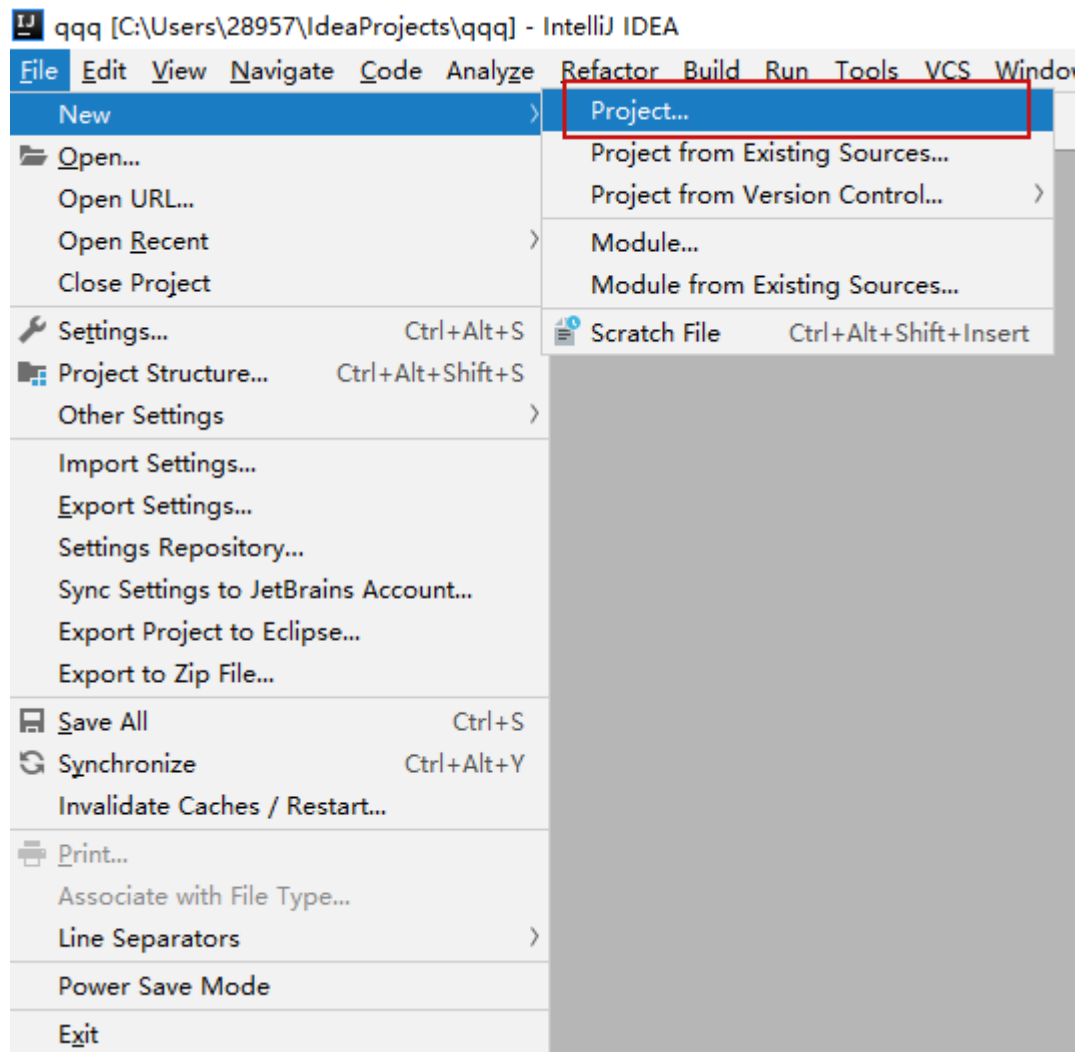 IJ qqq [C:\Users\28957\IdeaProjects\qqq] - IntelliJ IDEA
File Edit View Navigate Code Analyze Refactor Build Run Tools VCS Windo
New
Open...
Open URL...
Open Recent
Close Project
Settings... Ctrl+Alt+S
Project Structure... Ctrl+Alt+Shift+S
Other Settings
Import Settings...
Export Settings...
Settings Repository...
Sync Settings to JetBrains Account...
Export Project to Eclipse...
Export to Zip File...
Save All Ctrl+S
Synchronize Ctrl+Alt+Y
Invalidate Caches / Restart...
Print...
Associate with File Type...
Line Separators
Power Save Mode
Exit
Project...
Project from Existing Sources...
Project from Version Control...
Module...
Module from Existing Sources...
Scratch File Ctrl+Alt+Shift+Insert